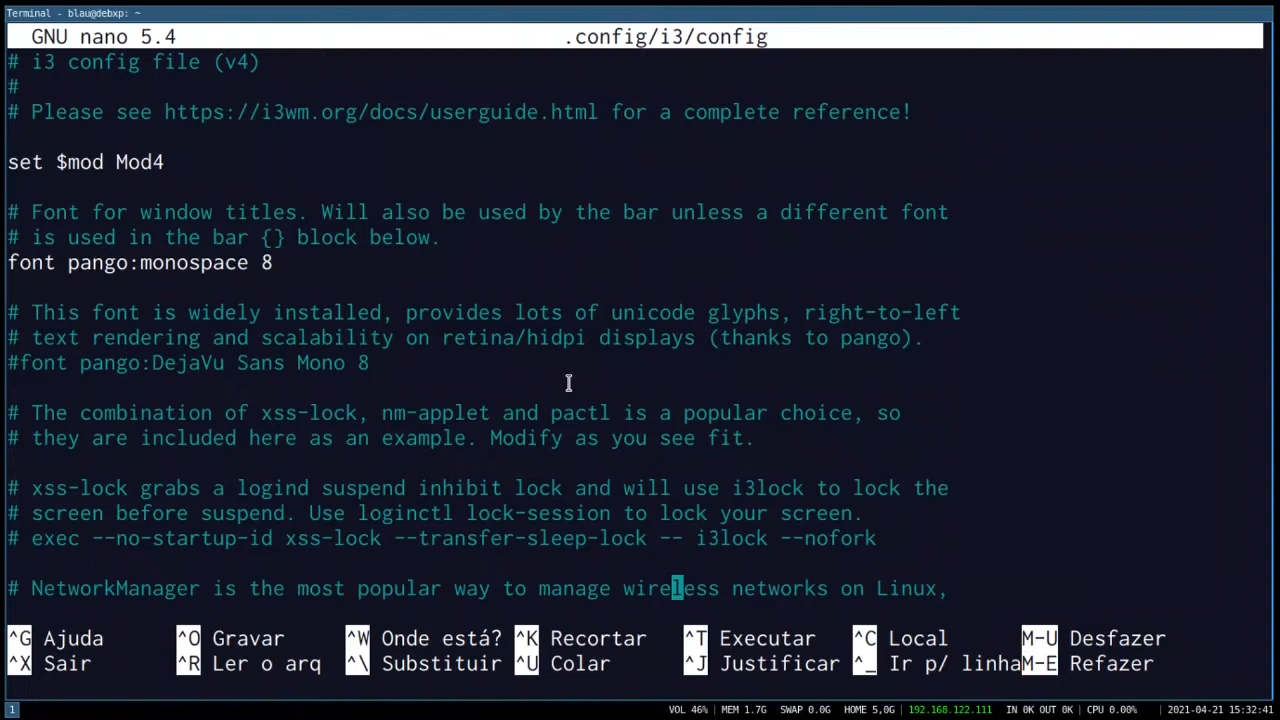 Terminal - blau@debxp: ~
GNU nano 5.4 .config/i3/config
# i3 config file (v4)
#
# Please see https://i3wm.org/docs/userguide.html for a complete reference!
set $mod Mod4
# Font for window titles. Will also be used by the bar unless a different font
# is used in the bar {} block below.
font pango:monospace 8
# This font is widely installed, provides lots of unicode glyphs, right-to-left
# text rendering and scalability on retina/hidpi displays (thanks to pango).
#font pango:DejaVu Sans Mono 8
# The combination of xss-lock, nm-applet and pactl is a popular choice, so
# they are included here as an example. Modify as you see fit.
# xss-lock grabs a logind suspend inhibit lock and will use i3lock to lock the
# screen before suspend. Use loginctl lock-session to lock your screen.
# exec --no-startup-id xss-lock --transfer-sleep-lock -- i3lock --nofork
# NetworkManager is the most popular way to manage wireless networks on Linux,
^G Ajuda ^O Gravar ^W Onde está? ^K Recortar ^T Executar ^C Local M-U Desfazer
^X Sair ^R Ler o arq ^\ Substituir ^U Colar ^J Justificar ^_ Ir p/ linha M-E Refazer
1 VOL 46% | MEM 1.7G SWAP 0.0G HOME 5,0G | 192.168.122.111 IN 0K OUT 0K | CPU 0.00% | 2021-04-21 15:32:41